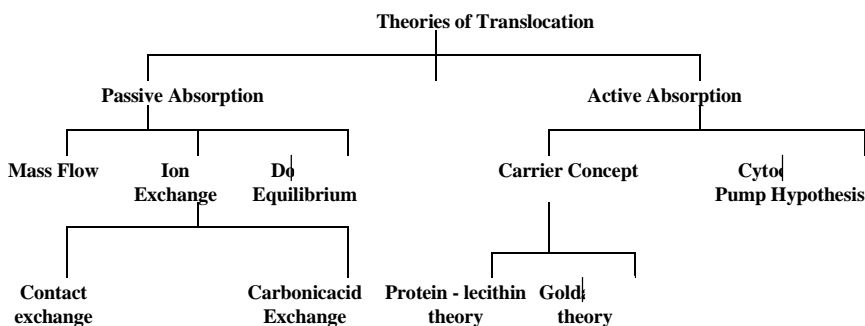 Theories of Translocation
Passive Absorption
Active Absorption
Mass Flow
Ion
Exchange
Equilibrium
Carrier Concept
Pump Hypothesis
Contact
exchange
Carbonicacid
Exchange
Protein - lecithin
theory
theory